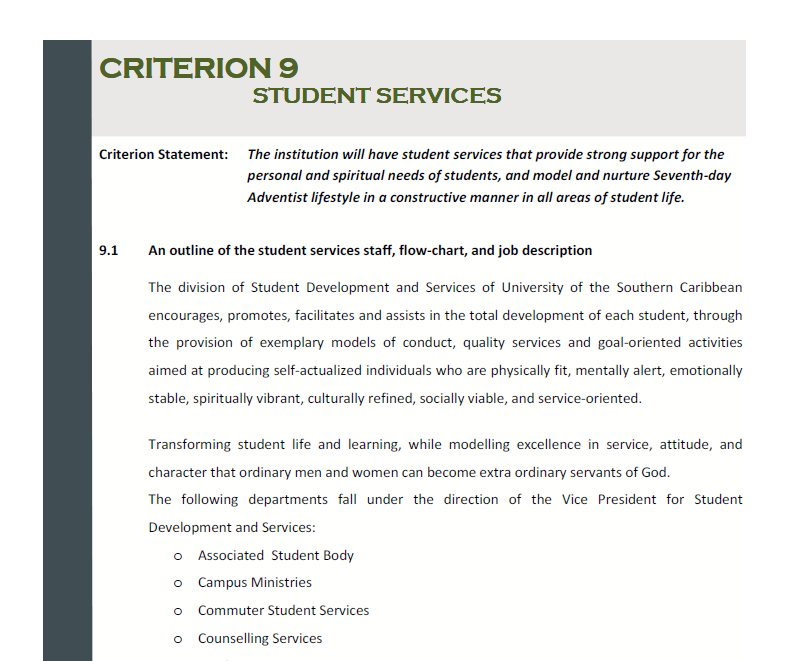 CRITERION 9
STUDENT SERVICES
Criterion Statement: The institution will have student services that provide strong support for the
personal and spiritual needs of students, and model and nurture Seventh-day
Adventist lifestyle in a constructive manner in all areas of student life.
9.1 An outline of the student services staff, flow-chart, and job description
The division of Student Development and Services of University of the Southern Caribbean
encourages, promotes, facilitates and assists in the total development of each student, through
the provision of exemplary models of conduct, quality services and goal-oriented activities
aimed at producing self-actualized individuals who are physically fit, mentally alert, emotionally
stable, spiritually vibrant, culturally refined, socially viable, and service-oriented.
Transforming student life and learning, while modelling excellence in service, attitude, and
character that ordinary men and women can become extra ordinary servants of God.
The following departments fall under the direction of the Vice President for Student
Development and Services:
o Associated Student Body
o Campus Ministries
o Commuter Student Services
o Counselling Services